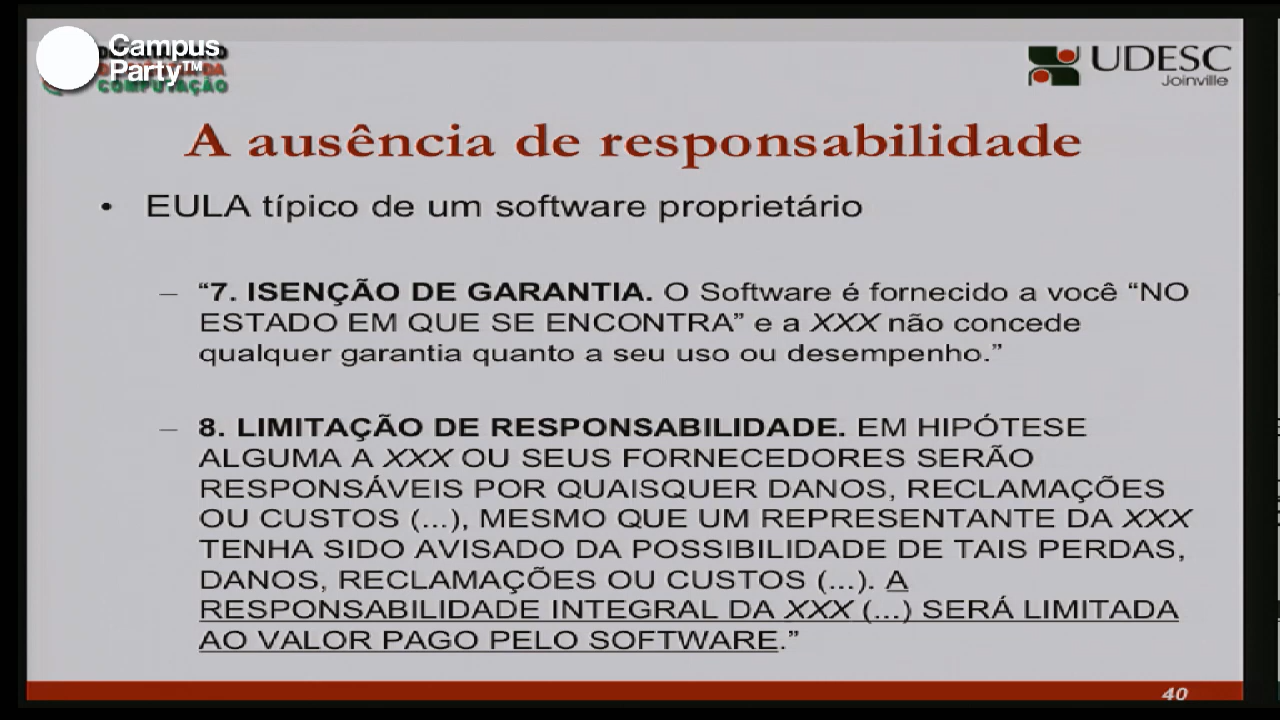 Campus
Party™
COMPUTAÇÃO
UDESC
Joinville
A ausência de responsabilidade
• EULA típico de um software proprietário
– “7. ISENÇÃO DE GARANTIA. O Software é fornecido a você “NO
ESTADO EM QUE SE ENCONTRA” e a XXX não concede
qualquer garantia quanto a seu uso ou desempenho.”
– 8. LIMITAÇÃO DE RESPONSABILIDADE. EM HIPÓTESE
ALGUMA A XXX OU SEUS FORNECEDORES SERÃO
RESPONSÁVEIS POR QUAISQUER DANOS, RECLAMAÇÕES
OU CUSTOS (...), MESMO QUE UM REPRESENTANTE DA XXX
TENHA SIDO AVISADO DA POSSIBILIDADE DE TAIS PERDAS,
DANOS, RECLAMAÇÕES OU CUSTOS (...). A
RESPONSABILIDADE INTEGRAL DA XXX (...) SERÁ LIMITADA
AO VALOR PAGO PELO SOFTWARE.”
40